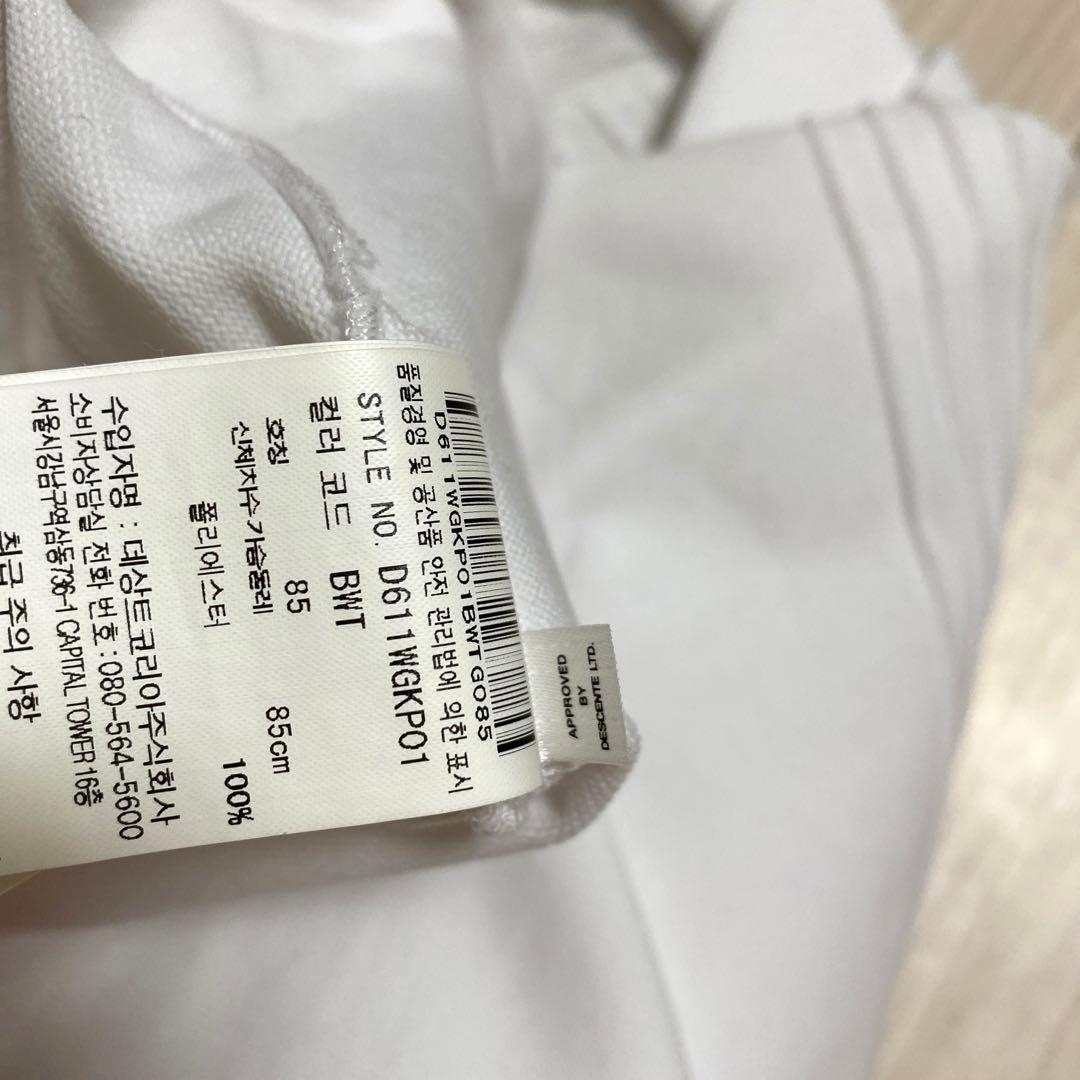 D611WGKP01BWTG085
품질경영 및 공산품 안전 관리법에 의한 표시
STYLE NO. D611WGKP01
컬러 코드 BWT
호칭 85
신체치수가슴둘레 85cm
폴리에스터 100%
수입자명 : 데상트코리아주식회사
소비자상담실 전화 번호 : 080-564-5600
서울시강남구역삼동736-1 CAPITAL TOWER 16층
취급 주의 사항
APPROVED
BY
DESCENTE LTD.